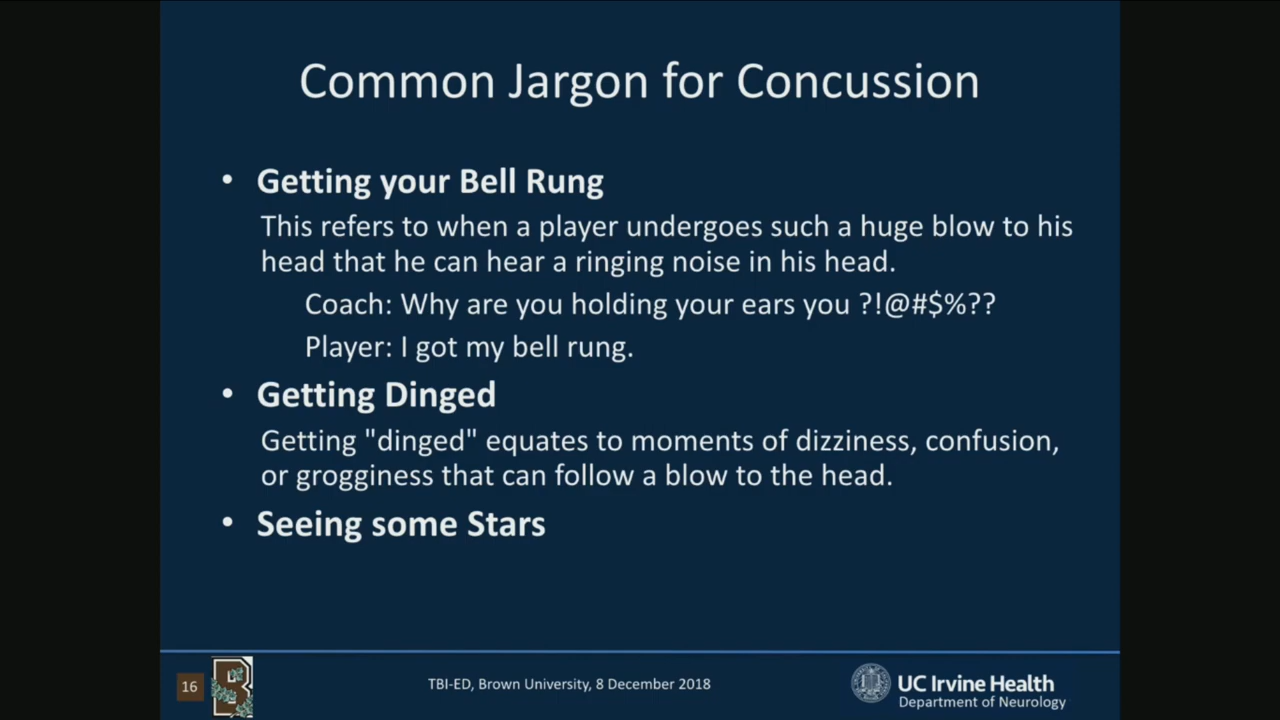 Common Jargon for Concussion
• Getting your Bell Rung
This refers to when a player undergoes such a huge blow to his
head that he can hear a ringing noise in his head.
Coach: Why are you holding your ears you ?!@#$%??
Player: I got my bell rung.
• Getting Dinged
Getting "dinged" equates to moments of dizziness, confusion,
or grogginess that can follow a blow to the head.
• Seeing some Stars
16
B
TBI-ED, Brown University, 8 December 2018
UC Irvine Health
Department of Neurology